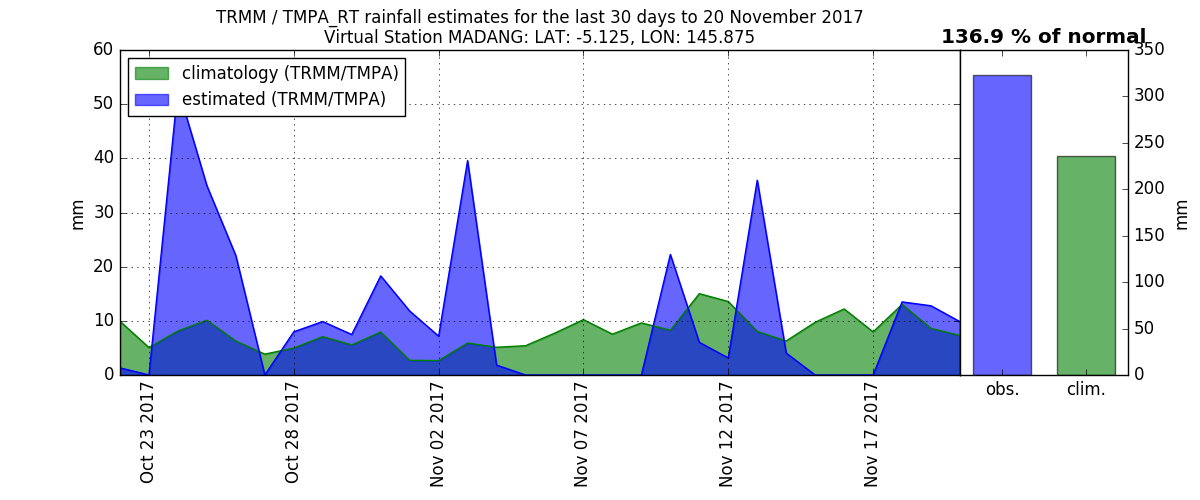 TRMM / TMPA_RT rainfall estimates for the last 30 days to 20 November 2017
Virtual Station MADANG: LAT: -5.125, LON: 145.875
136.9 % of normal
climatology (TRMM/TMPA)
estimated (TRMM/TMPA)
mm
60
50
40
30
20
10
0
Oct 23 2017
Oct 28 2017
Nov 02 2017
Nov 07 2017
Nov 12 2017
Nov 17 2017
350
300
250
200
150
100
50
0
mm
obs.
clim.